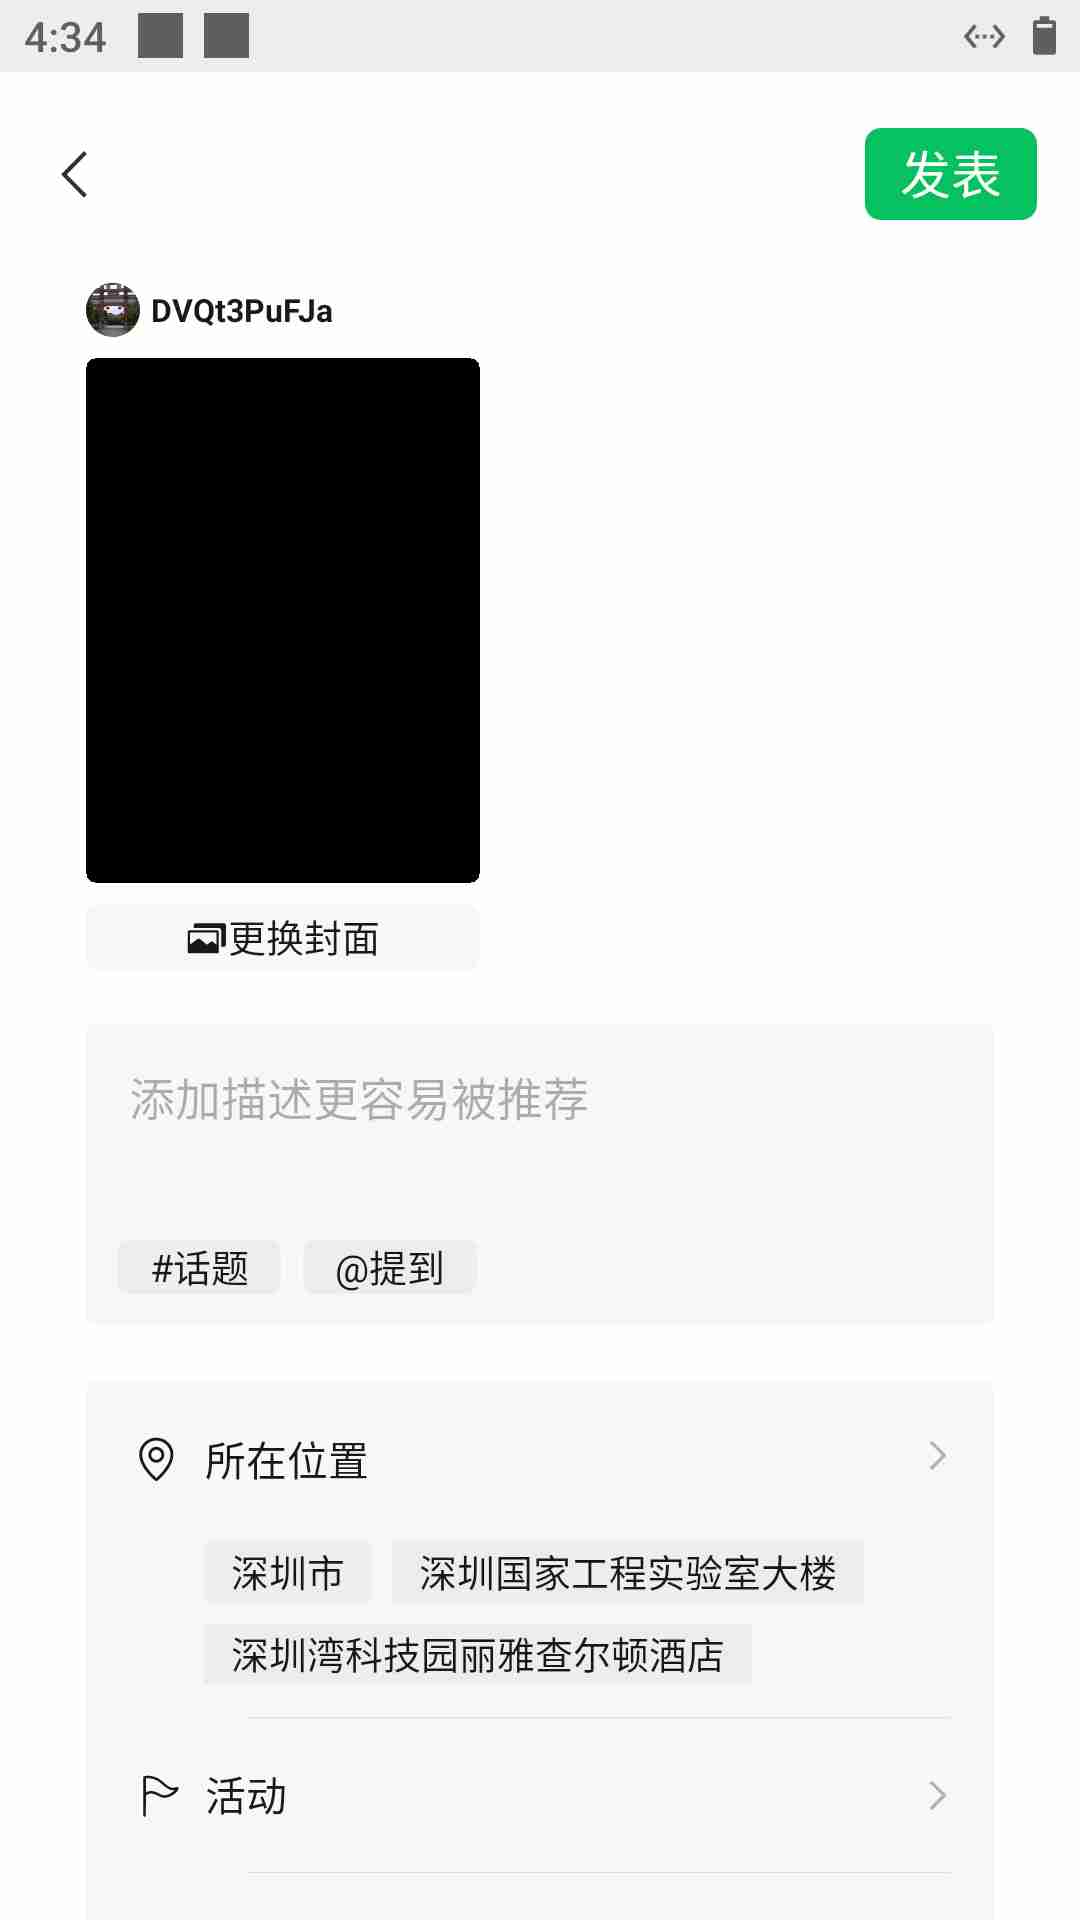 4:34
发表
DVQt3PuFJa
更换封面
添加描述更容易被推荐
#话题 @提到
所在位置
深圳市 深圳国家工程实验室大楼
深圳湾科技园丽雅查尔顿酒店
活动